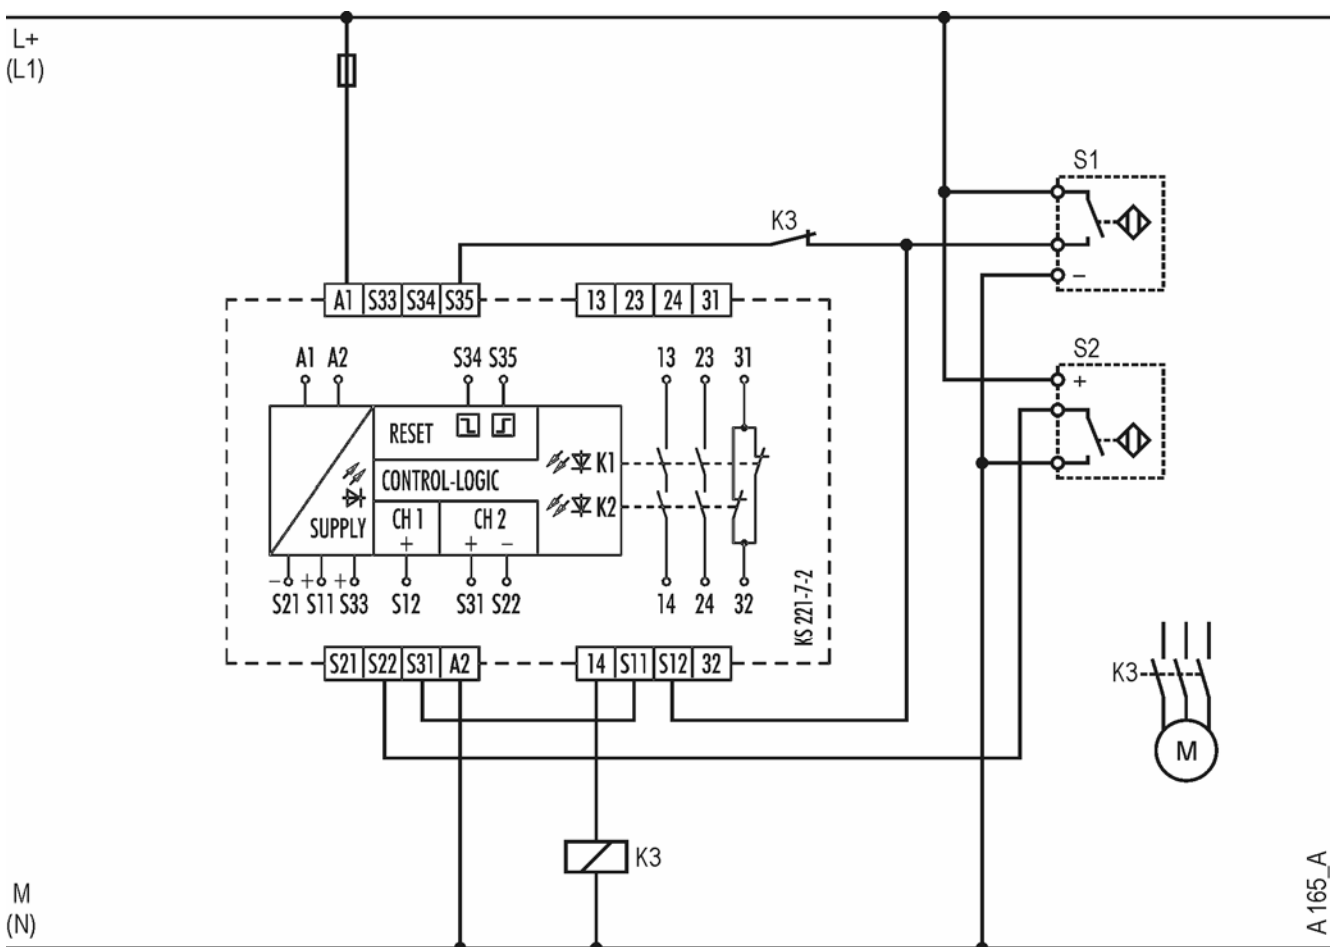 L+
(L1)
S1
K3
−
A1 S33 S34 S35
13 23 24 31
S2
+
A1 A2 S34 S35 13 23 31
RESET
K1
CONTROL-LOGIC
SUPPLY
CH 1 CH 2
K2
+ + −
− + +
S21 S11 S33 S12 S31 S22 14 24 32
KS 221-7-2
S21 S22 S31 A2
14 S11 S12 32
K3
M
K3
M
(N)
A 165_A